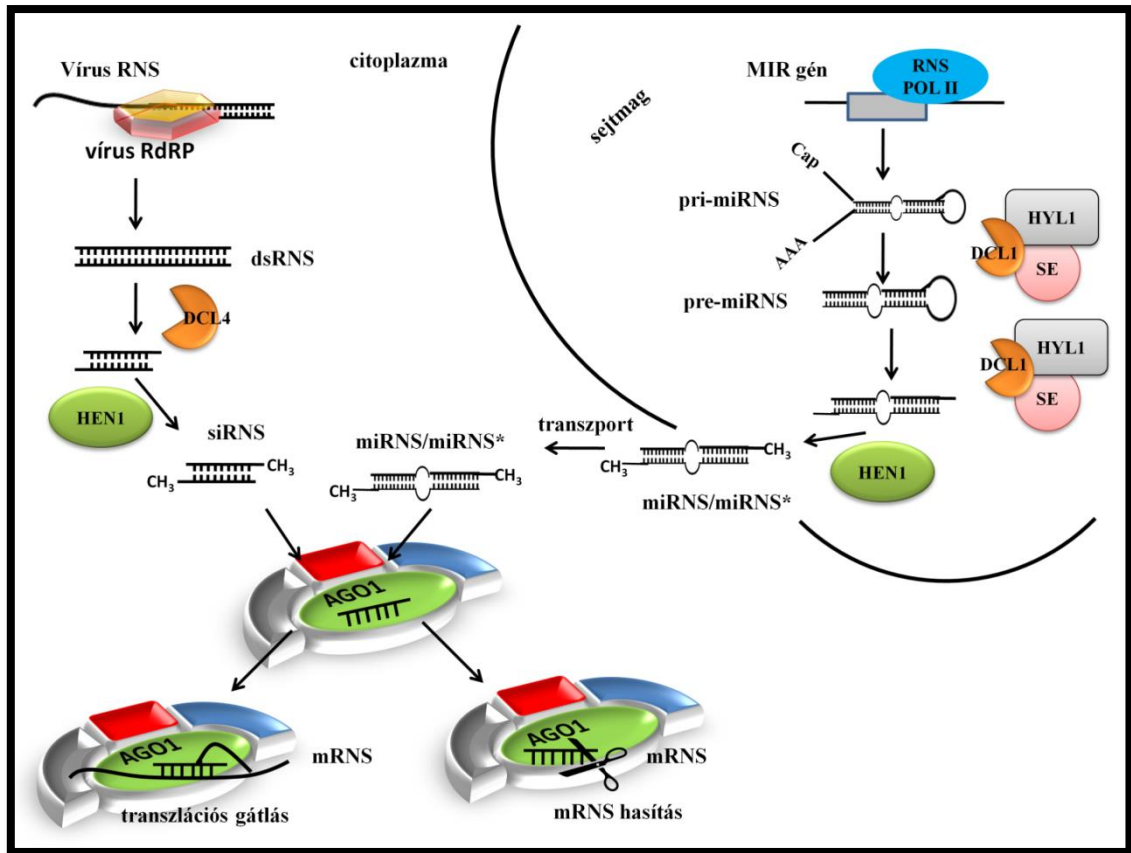 Vírus RNS
vírus RdRP
dsRNS
DCL4
HEN1
siRNS
CH3
CH3
citoplazma
sejtmag
MIR gén
RNS
POL II
Cap
pri-miRNS
AAA
HYL1
DCL1
SE
pre-miRNS
HYL1
DCL1
SE
HEN1
CH3
CH3
miRNS/miRNS*
transzport
miRNS/miRNS*
CH3
CH3
AGO1
AGO1
mRNS
transzlációs gátlás
AGO1
mRNS
mRNS hasítás